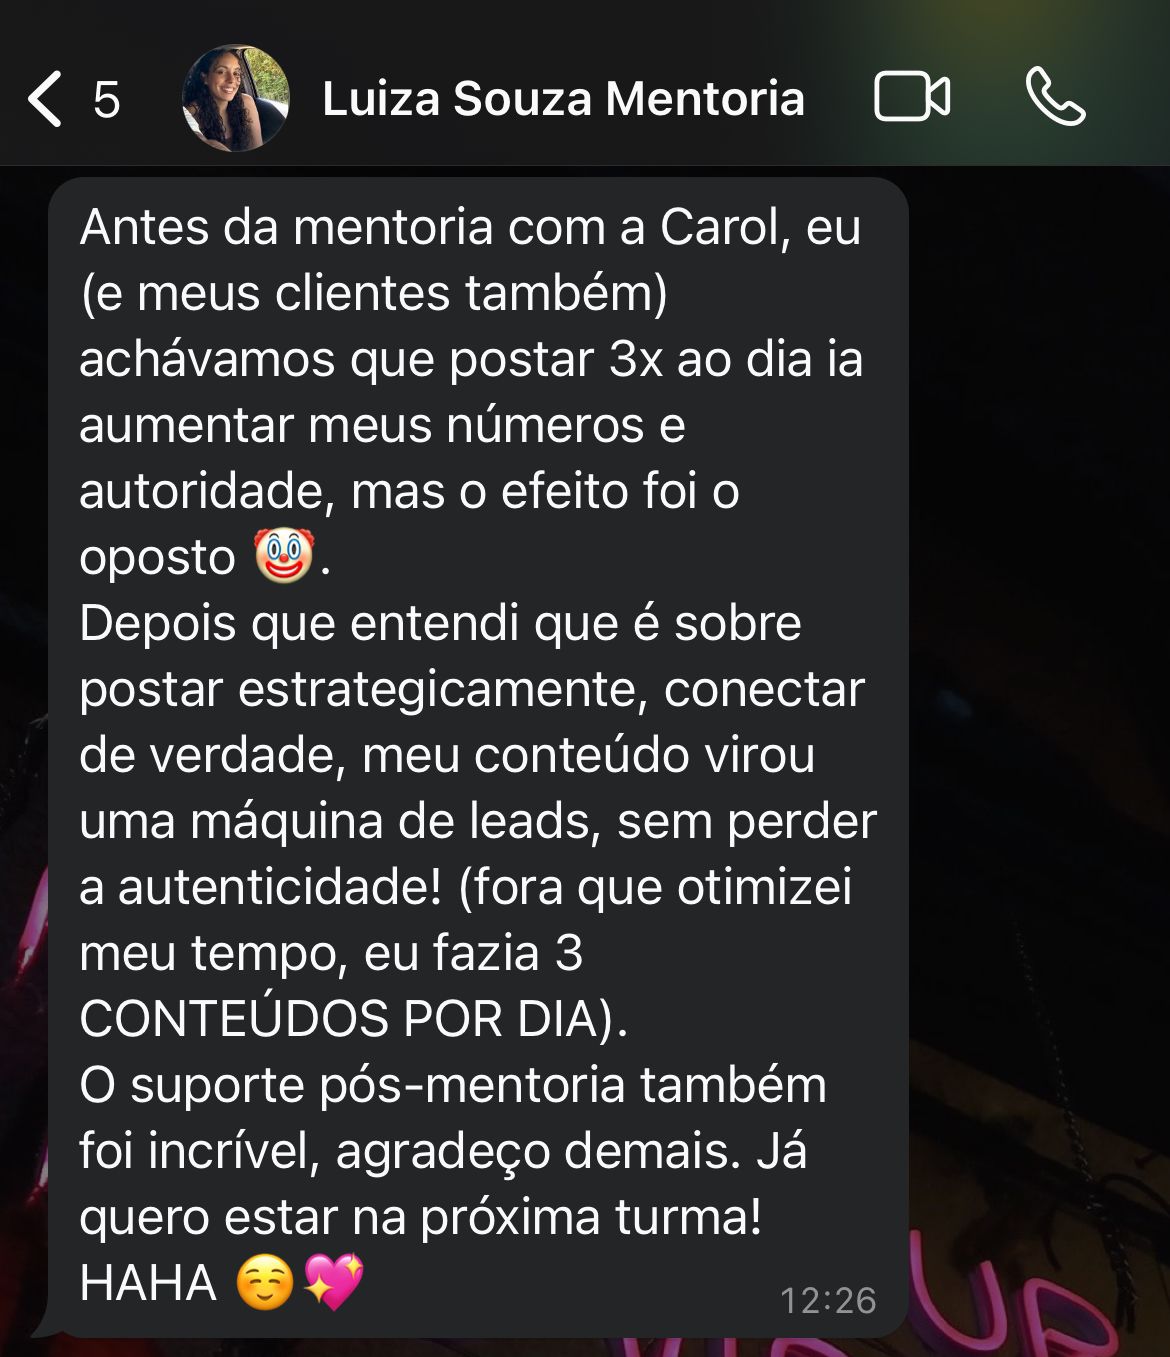 5 Luiza Souza Mentoria
Antes da mentoria com a Carol, eu
(e meus clientes também)
achávamos que postar 3x ao dia ia
aumentar meus números e
autoridade, mas o efeito foi o
oposto 🤡.
Depois que entendi que é sobre
postar estrategicamente, conectar
de verdade, meu conteúdo virou
uma máquina de leads, sem perder
a autenticidade! (fora que otimizei
meu tempo, eu fazia 3
CONTEÚDOS POR DIA).
O suporte pós-mentoria também
foi incrível, agradeço demais. Já
quero estar na próxima turma!
HAHA ☺️💖
12:26
UP